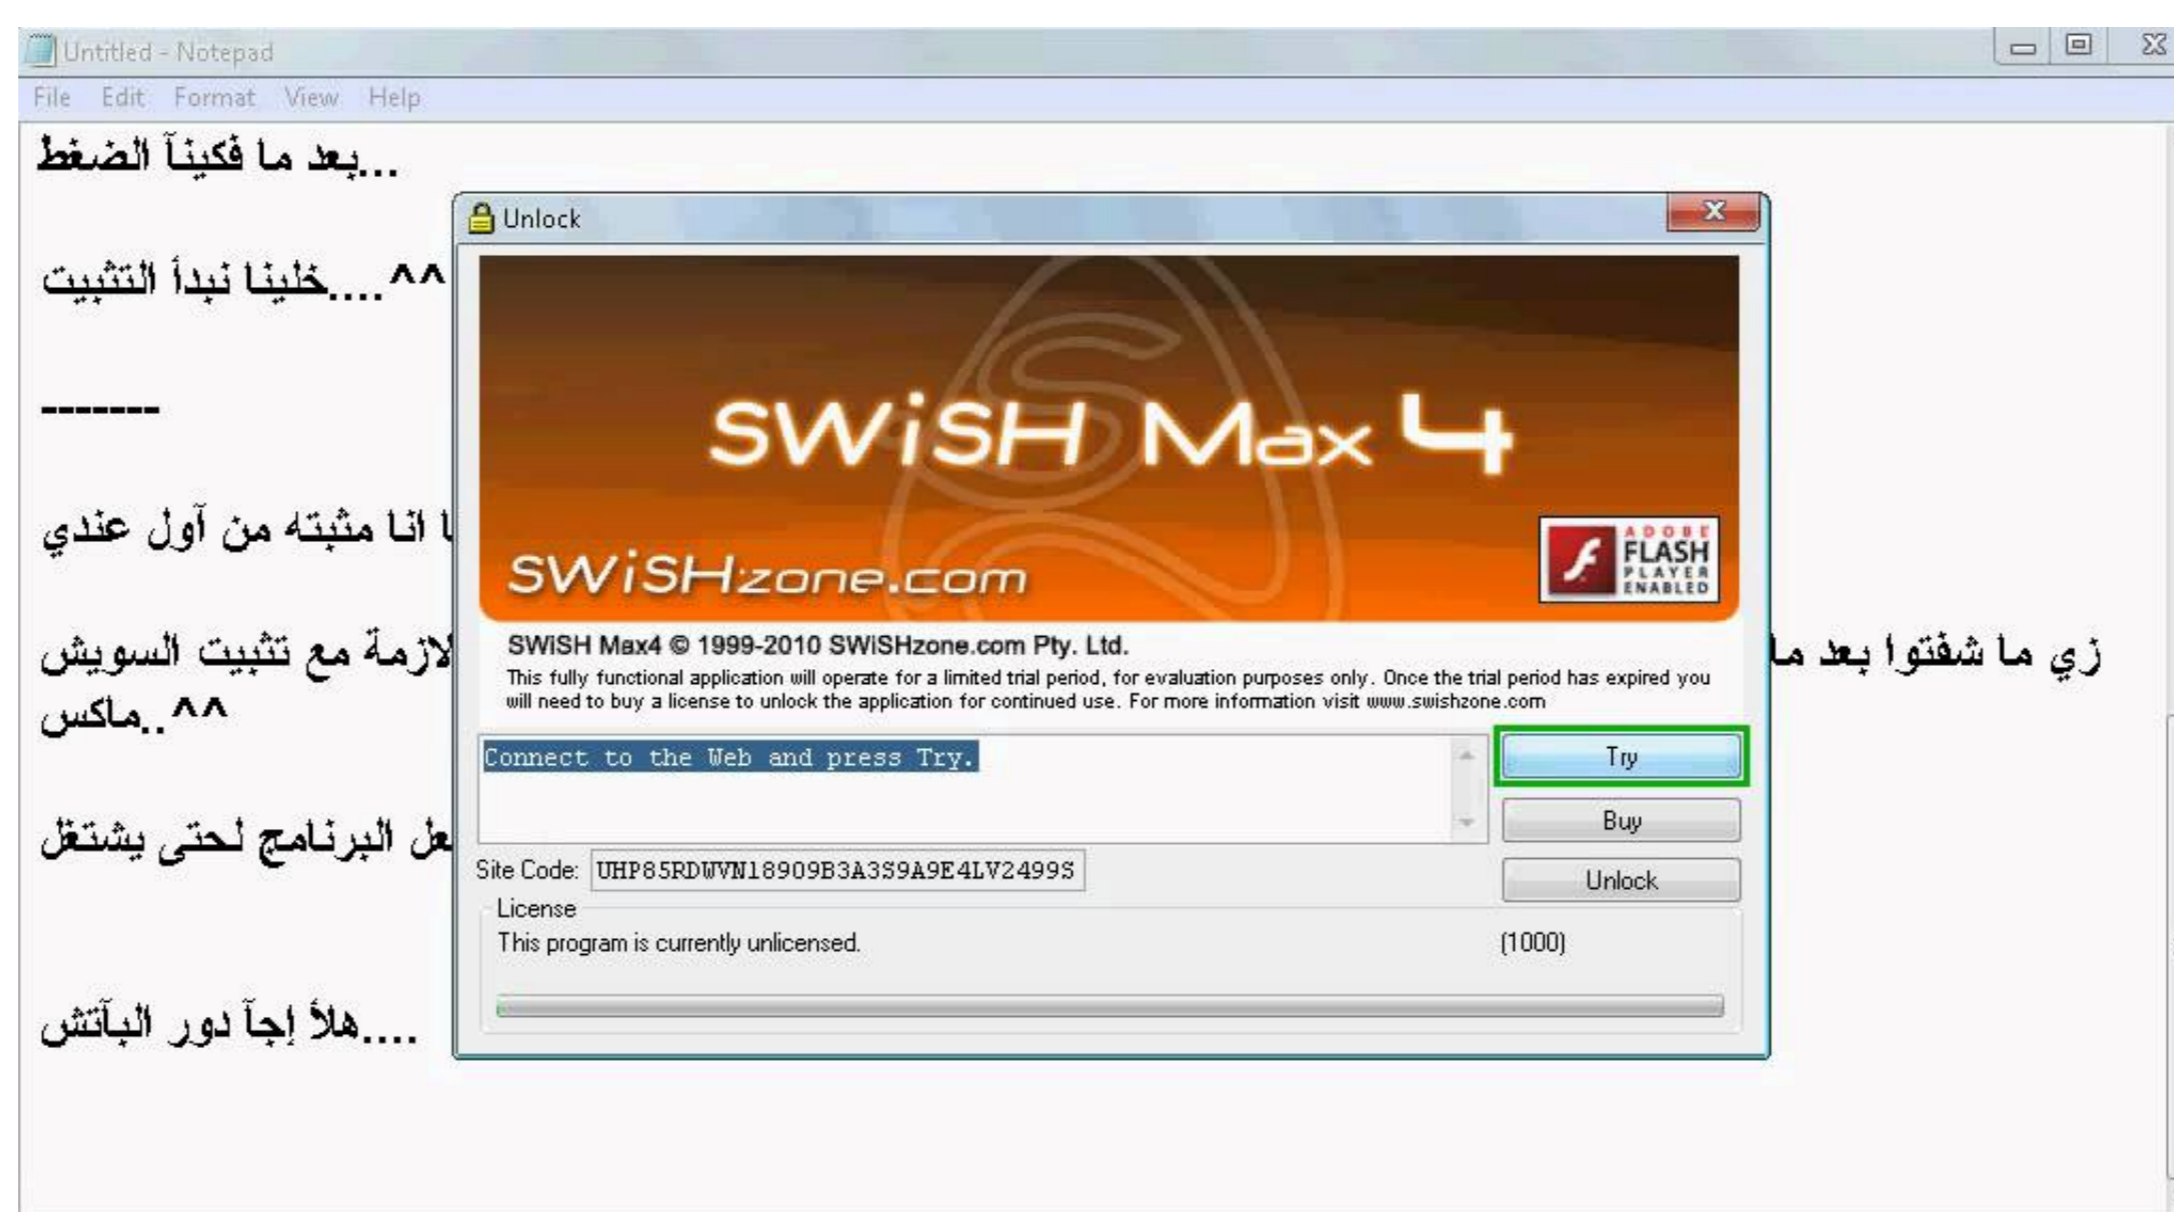 Untitled - Notepad
File Edit Format View Help
بعد ما فكينآ الضغط...
خلينا نبدأ التثبيت....^^
-------
انا مثبته من آول عندي
زي ما شفتوا بعد ما
لازمة مع تثبيت السويش
ماكس..^^
البرنامج لحتى يشتغل
هلأ إجآ دور البآتش....
Unlock
SWiSH Max 4
SWiSHzone.com
ADOBE
FLASH
PLAYER
ENABLED
SWiSH Max4 © 1999-2010 SWiSHzone.com Pty. Ltd.
This fully functional application will operate for a limited trial period, for evaluation purposes only. Once the trial period has expired you
will need to buy a license to unlock the application for continued use. For more information visit www.swishzone.com
Connect to the Web and press Try.
Try
Buy
Site Code: UHP85RDWVN18909B3A3S9A9E4LV2499S
Unlock
License
This program is currently unlicensed. (1000)